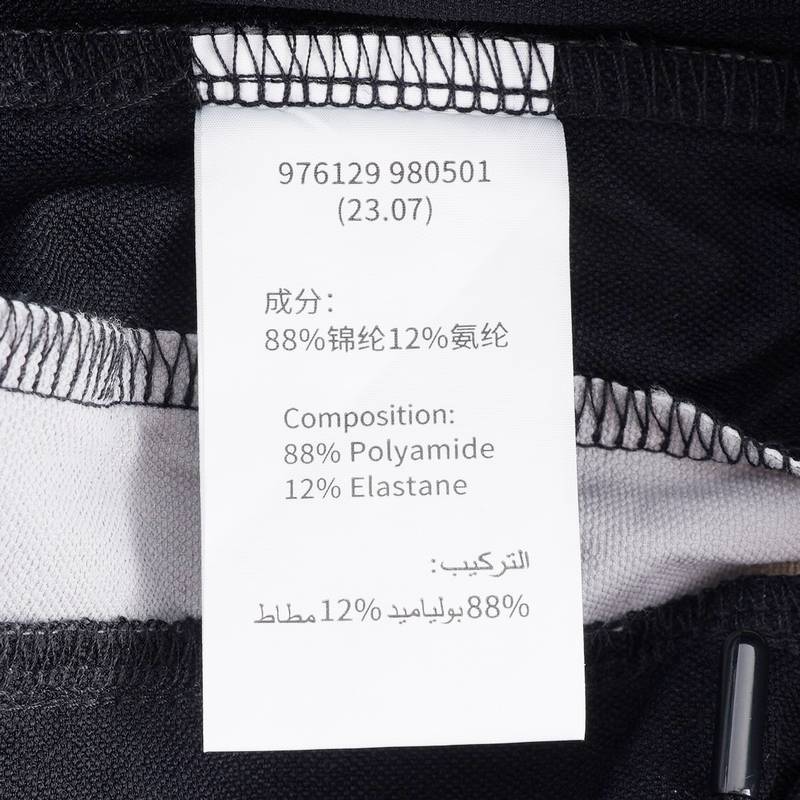 976129 980501
(23.07)
成分：
88%锦纶12%氨纶
Composition:
88% Polyamide
12% Elastane
التركيب:
88%بولياميد 12% مطاط